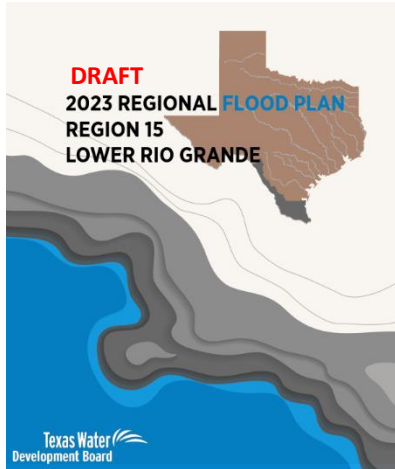 DRAFT
2023 REGIONAL FLOOD PLAN
REGION 15
LOWER RIO GRANDE
Texas Water
Development Board